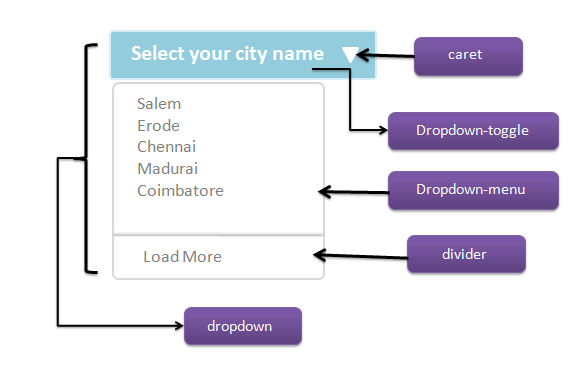 Select your city name
caret
Salem
Erode
Chennai
Madurai
Coimbatore
Dropdown-toggle
Dropdown-menu
Load More
divider
dropdown